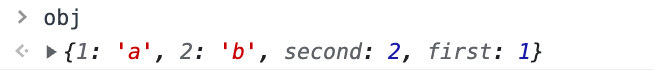 > obj
<· ▶{1: 'a', 2: 'b', second: 2, first: 1}